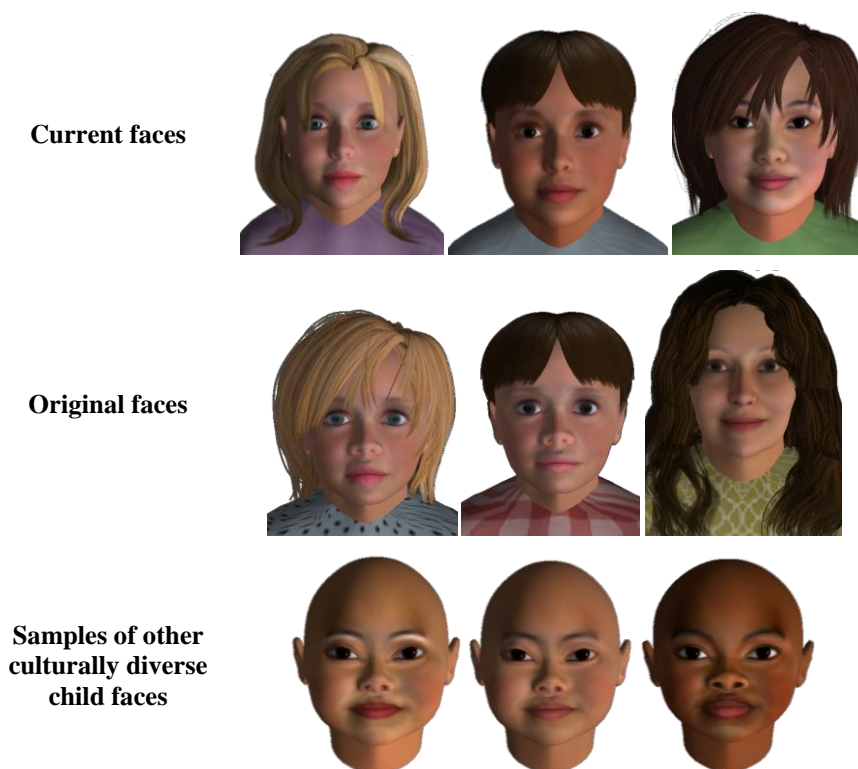 Current faces
Original faces
Samples of other
culturally diverse
child faces